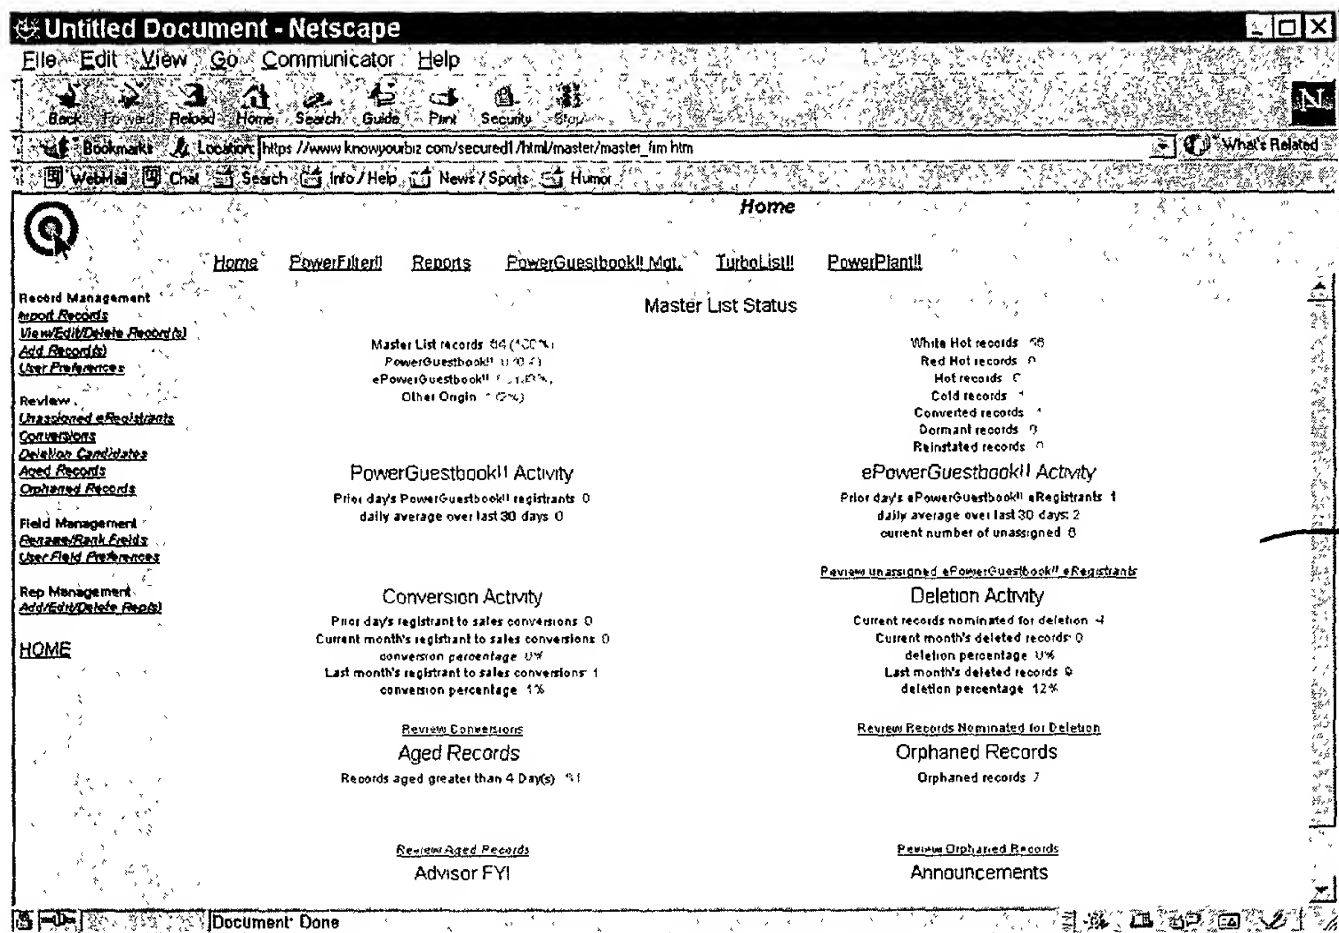 Untitled Document - Netscape
File Edit View Go Communicator Help
Back Forward Reload Home Search Guide Print Security Stop
Bookmarks Location: https://www.knowyourbiz.com/secured1/html/master/master_frm.htm What's Related
WebMail Chat Search Info / Help News / Sports Humor
Home
Home PowerFilter!! Reports PowerGuestbook!! Mgt. TurboList!! PowerPlant!!
Record Management
Import Records
View/Edit/Delete Record(s)
Add Record(s)
User Preferences
Review
Unassigned eRegistrants
Conversions
Deletion Candidates
Aged Records
Orphaned Records
Field Management
Rename/Rank Fields
User Field Preferences
Rep Management
Add/Edit/Delete Rep(s)
HOME
Master List Status
Master List records (100%)
PowerGuestbook!!
ePowerGuestbook!!
Other Origin (2%)
White Hot records
Red Hot records
Hot records
Cold records
Converted records
Dormant records
Reinstated records
PowerGuestbook!! Activity
Prior day's PowerGuestbook!! registrants 0
daily average over last 30 days 0
ePowerGuestbook!! Activity
Prior day's ePowerGuestbook!! eRegistrants 1
daily average over last 30 days: 2
current number of unassigned
Review unassigned ePowerGuestbook!! eRegistrants
Conversion Activity
Prior day's registrant to sales conversions 0
Current month's registrant to sales conversions: 0
conversion percentage 0%
Last month's registrant to sales conversions: 1
conversion percentage 1%
Review Conversions
Deletion Activity
Current records nominated for deletion 4
Current month's deleted records: 0
deletion percentage 0%
Last month's deleted records
deletion percentage 12%
Review Records Nominated for Deletion
Aged Records
Records aged greater than 4 Day(s)
Review Aged Records
Orphaned Records
Orphaned records
Review Orphaned Records
Advisor FYI
Announcements
Document: Done